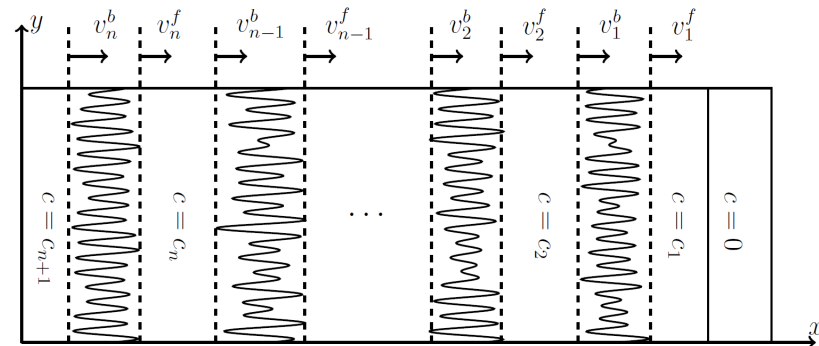 y
v_n^b v_n^f v_{n-1}^b v_{n-1}^f v_2^b v_2^f v_1^b v_1^f
c = c_{n+1} c = c_n ... c = c_2 c = c_1 c = 0
x